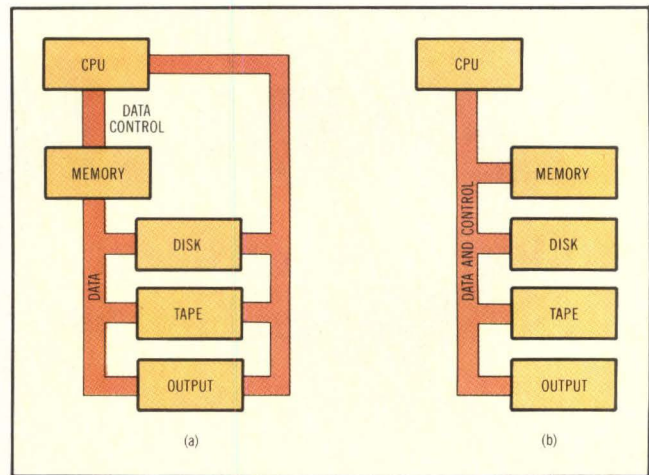 CPU
DATA
CONTROL
MEMORY
DATA
DISK
TAPE
OUTPUT
(a)
CPU
DATA AND CONTROL
MEMORY
DISK
TAPE
OUTPUT
(b)